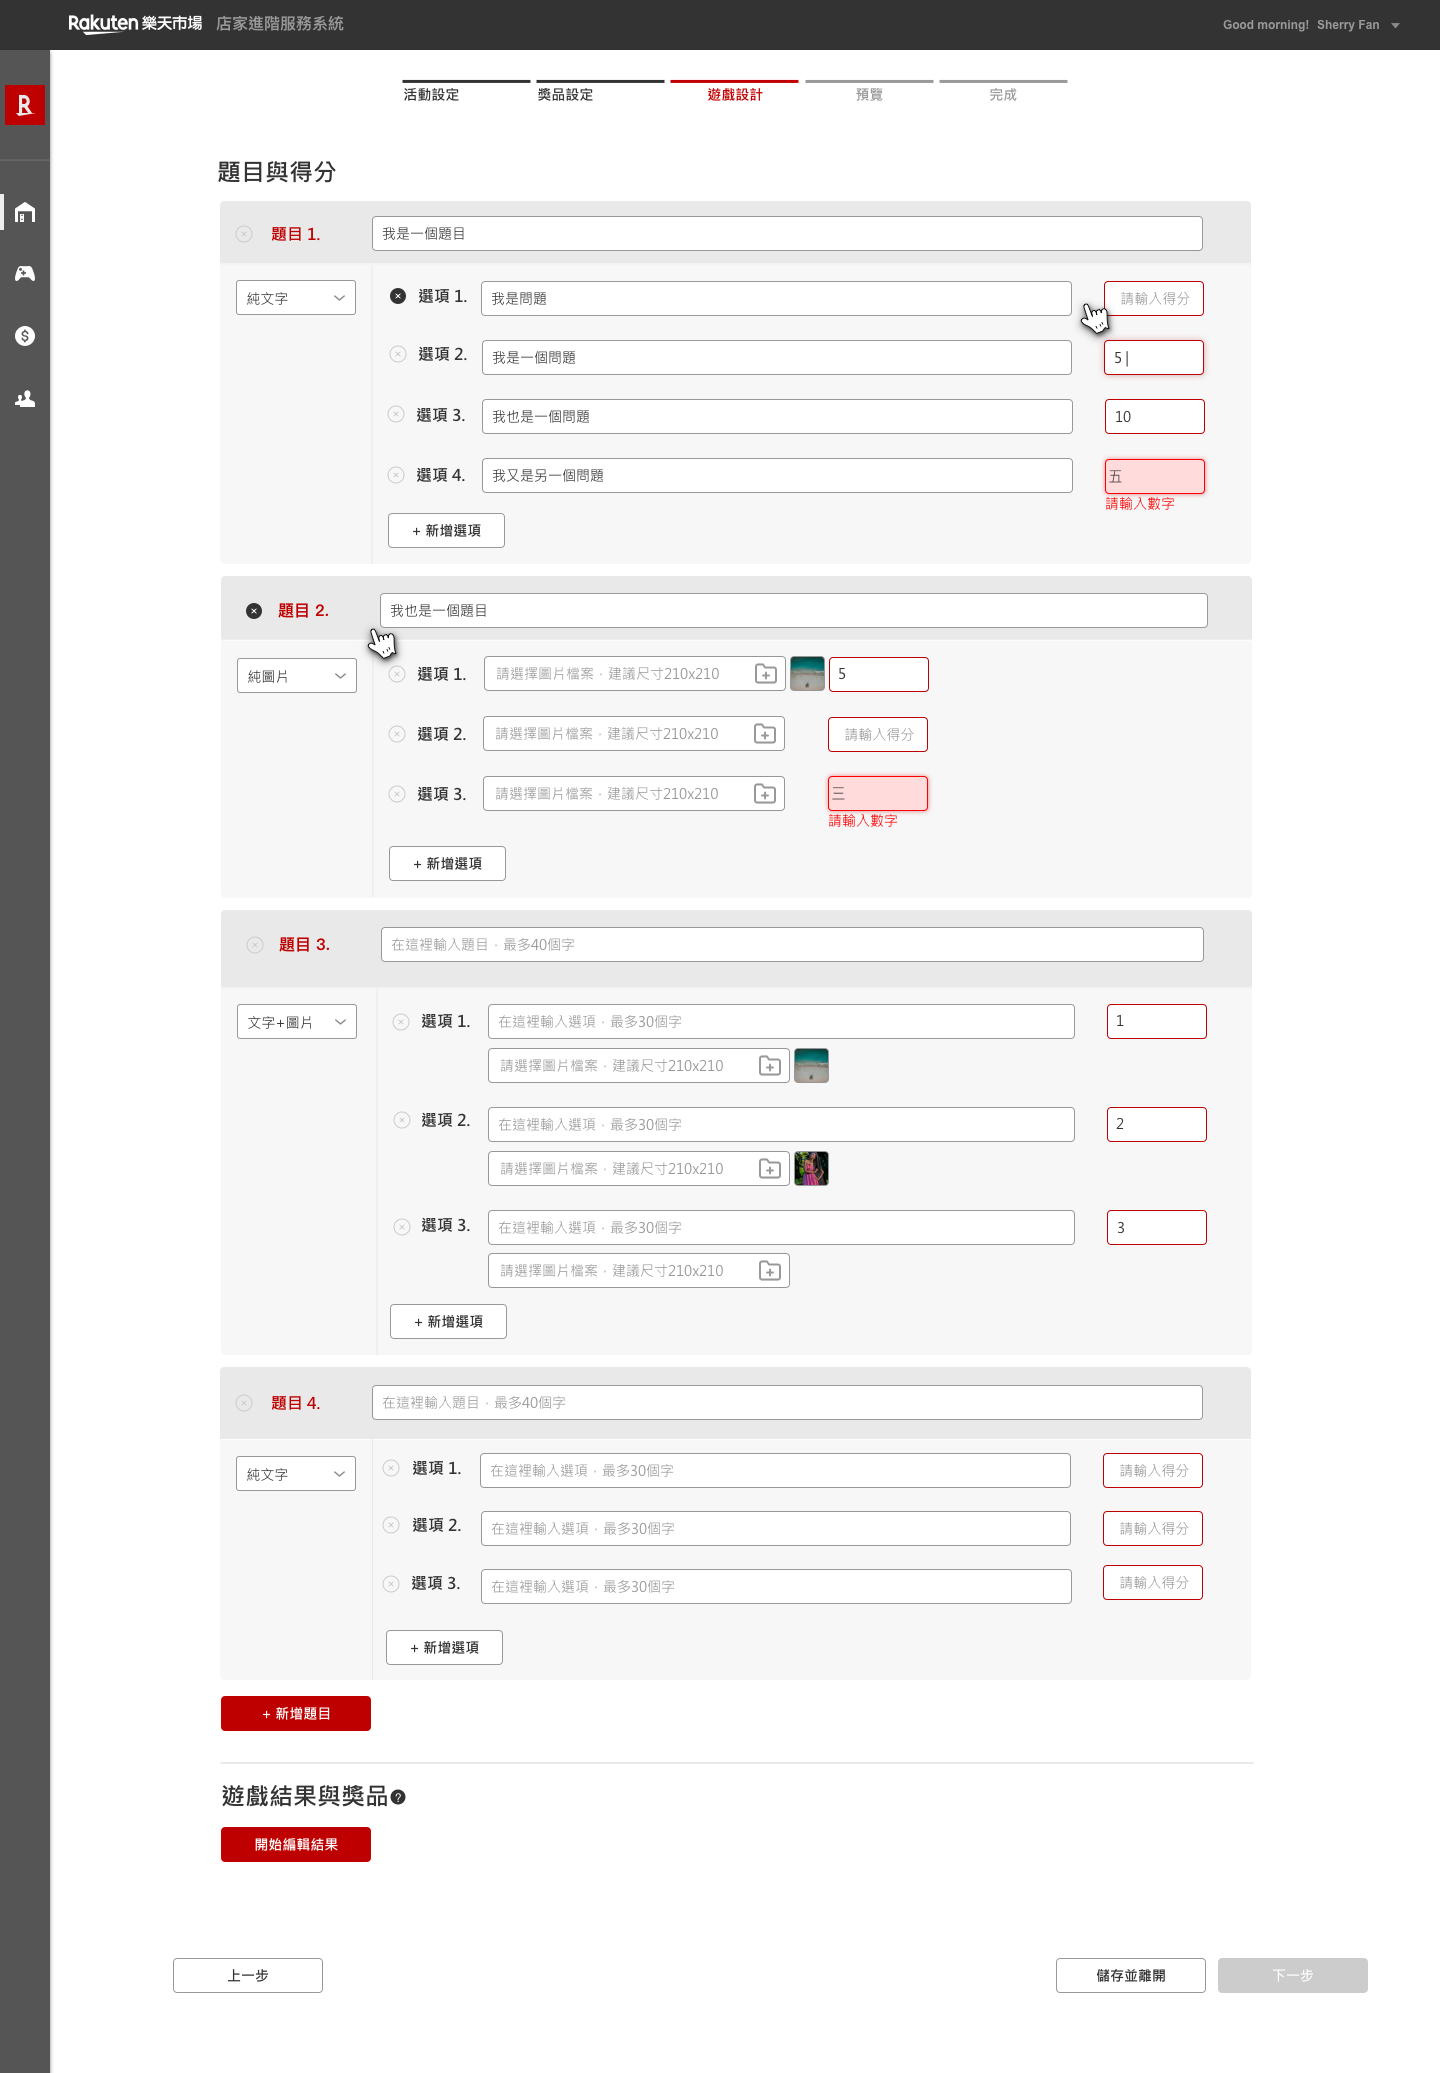 Rakuten 樂天市場 店家進階服務系統
Good morning! Sherry Fan
R
活動設定 獎品設定 遊戲設計 預覽 完成
題目與得分
題目 1. 我是一個題目
純文字
選項 1. 我是問題 請輸入得分
選項 2. 我是一個問題 5
選項 3. 我也是一個問題 10
選項 4. 我又是另一個問題 五
請輸入數字
+ 新增選項
題目 2. 我也是一個題目
純圖片
選項 1. 請選擇圖片檔案，建議尺寸210x210 5
選項 2. 請選擇圖片檔案，建議尺寸210x210 請輸入得分
選項 3. 請選擇圖片檔案，建議尺寸210x210 三
請輸入數字
+ 新增選項
題目 3. 在這裡輸入題目，最多40個字
文字+圖片
選項 1. 在這裡輸入選項，最多30個字 1
請選擇圖片檔案，建議尺寸210x210
選項 2. 在這裡輸入選項，最多30個字 2
請選擇圖片檔案，建議尺寸210x210
選項 3. 在這裡輸入選項，最多30個字 3
請選擇圖片檔案，建議尺寸210x210
+ 新增選項
題目 4. 在這裡輸入題目，最多40個字
純文字
選項 1. 在這裡輸入選項，最多30個字 請輸入得分
選項 2. 在這裡輸入選項，最多30個字 請輸入得分
選項 3. 在這裡輸入選項，最多30個字 請輸入得分
+ 新增選項
+ 新增題目
遊戲結果與獎品?
開始編輯結果
上一步 儲存並離開 下一步